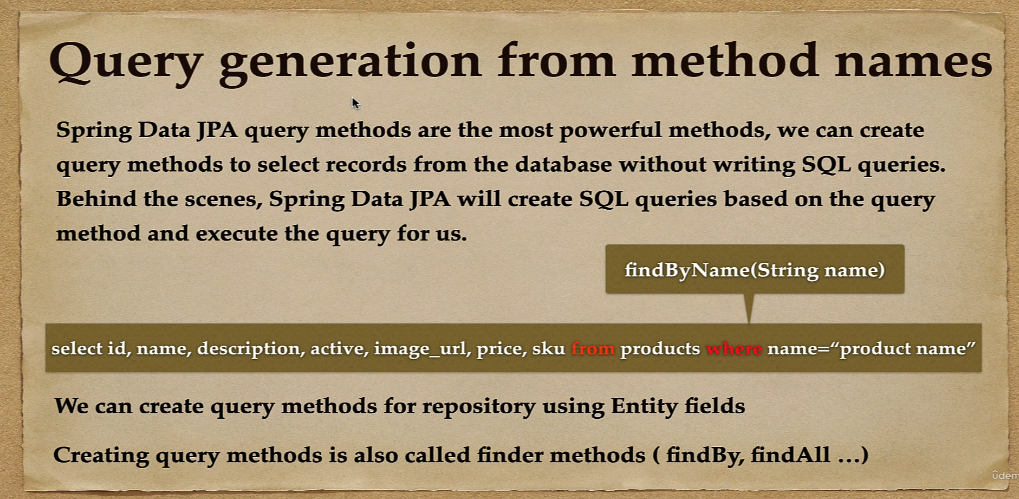 Query generation from method names
Spring Data JPA query methods are the most powerful methods, we can create
query methods to select records from the database without writing SQL queries.
Behind the scenes, Spring Data JPA will create SQL queries based on the query
method and execute the query for us.
findByName(String name)
select id, name, description, active, image_url, price, sku from products where name=“product name”
We can create query methods for repository using Entity fields
Creating query methods is also called finder methods ( findBy, findAll …)